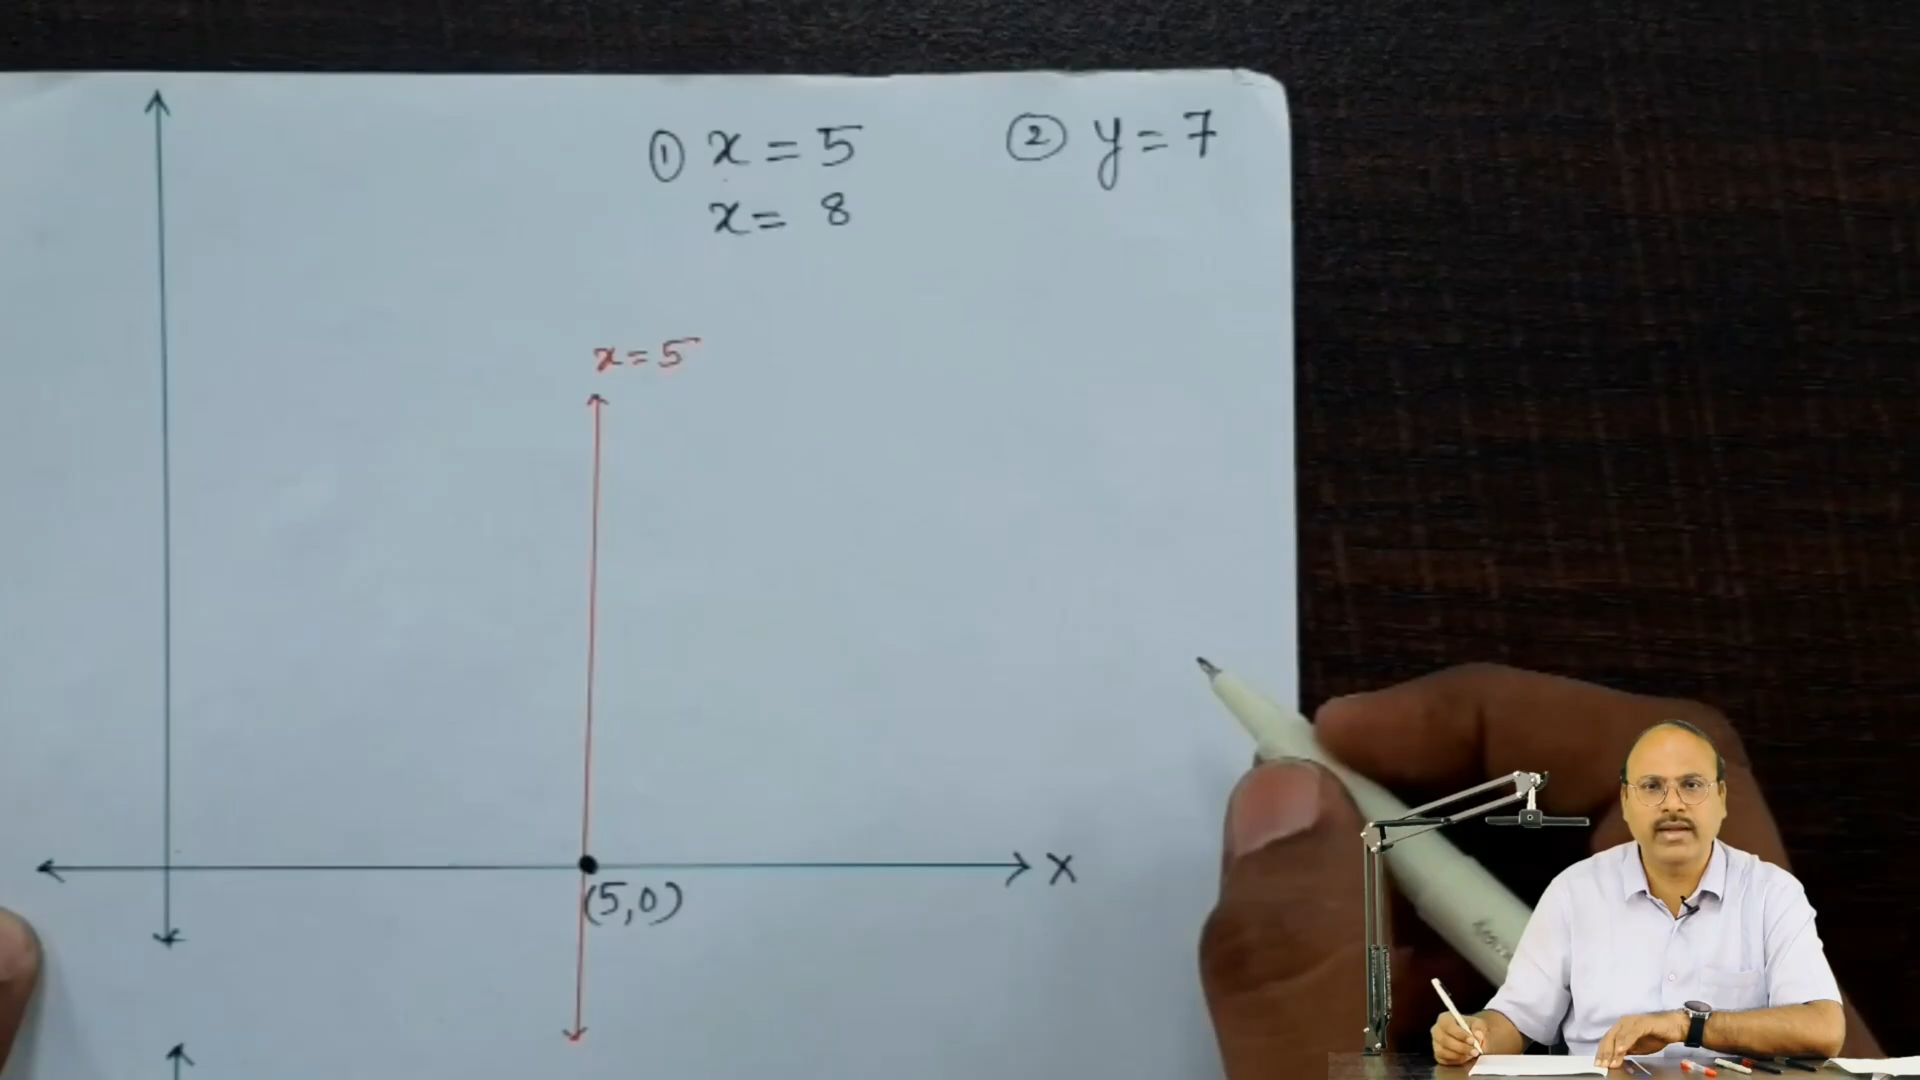 ① x = 5
x = 8
② y = 7
x = 5
X
(5,0)